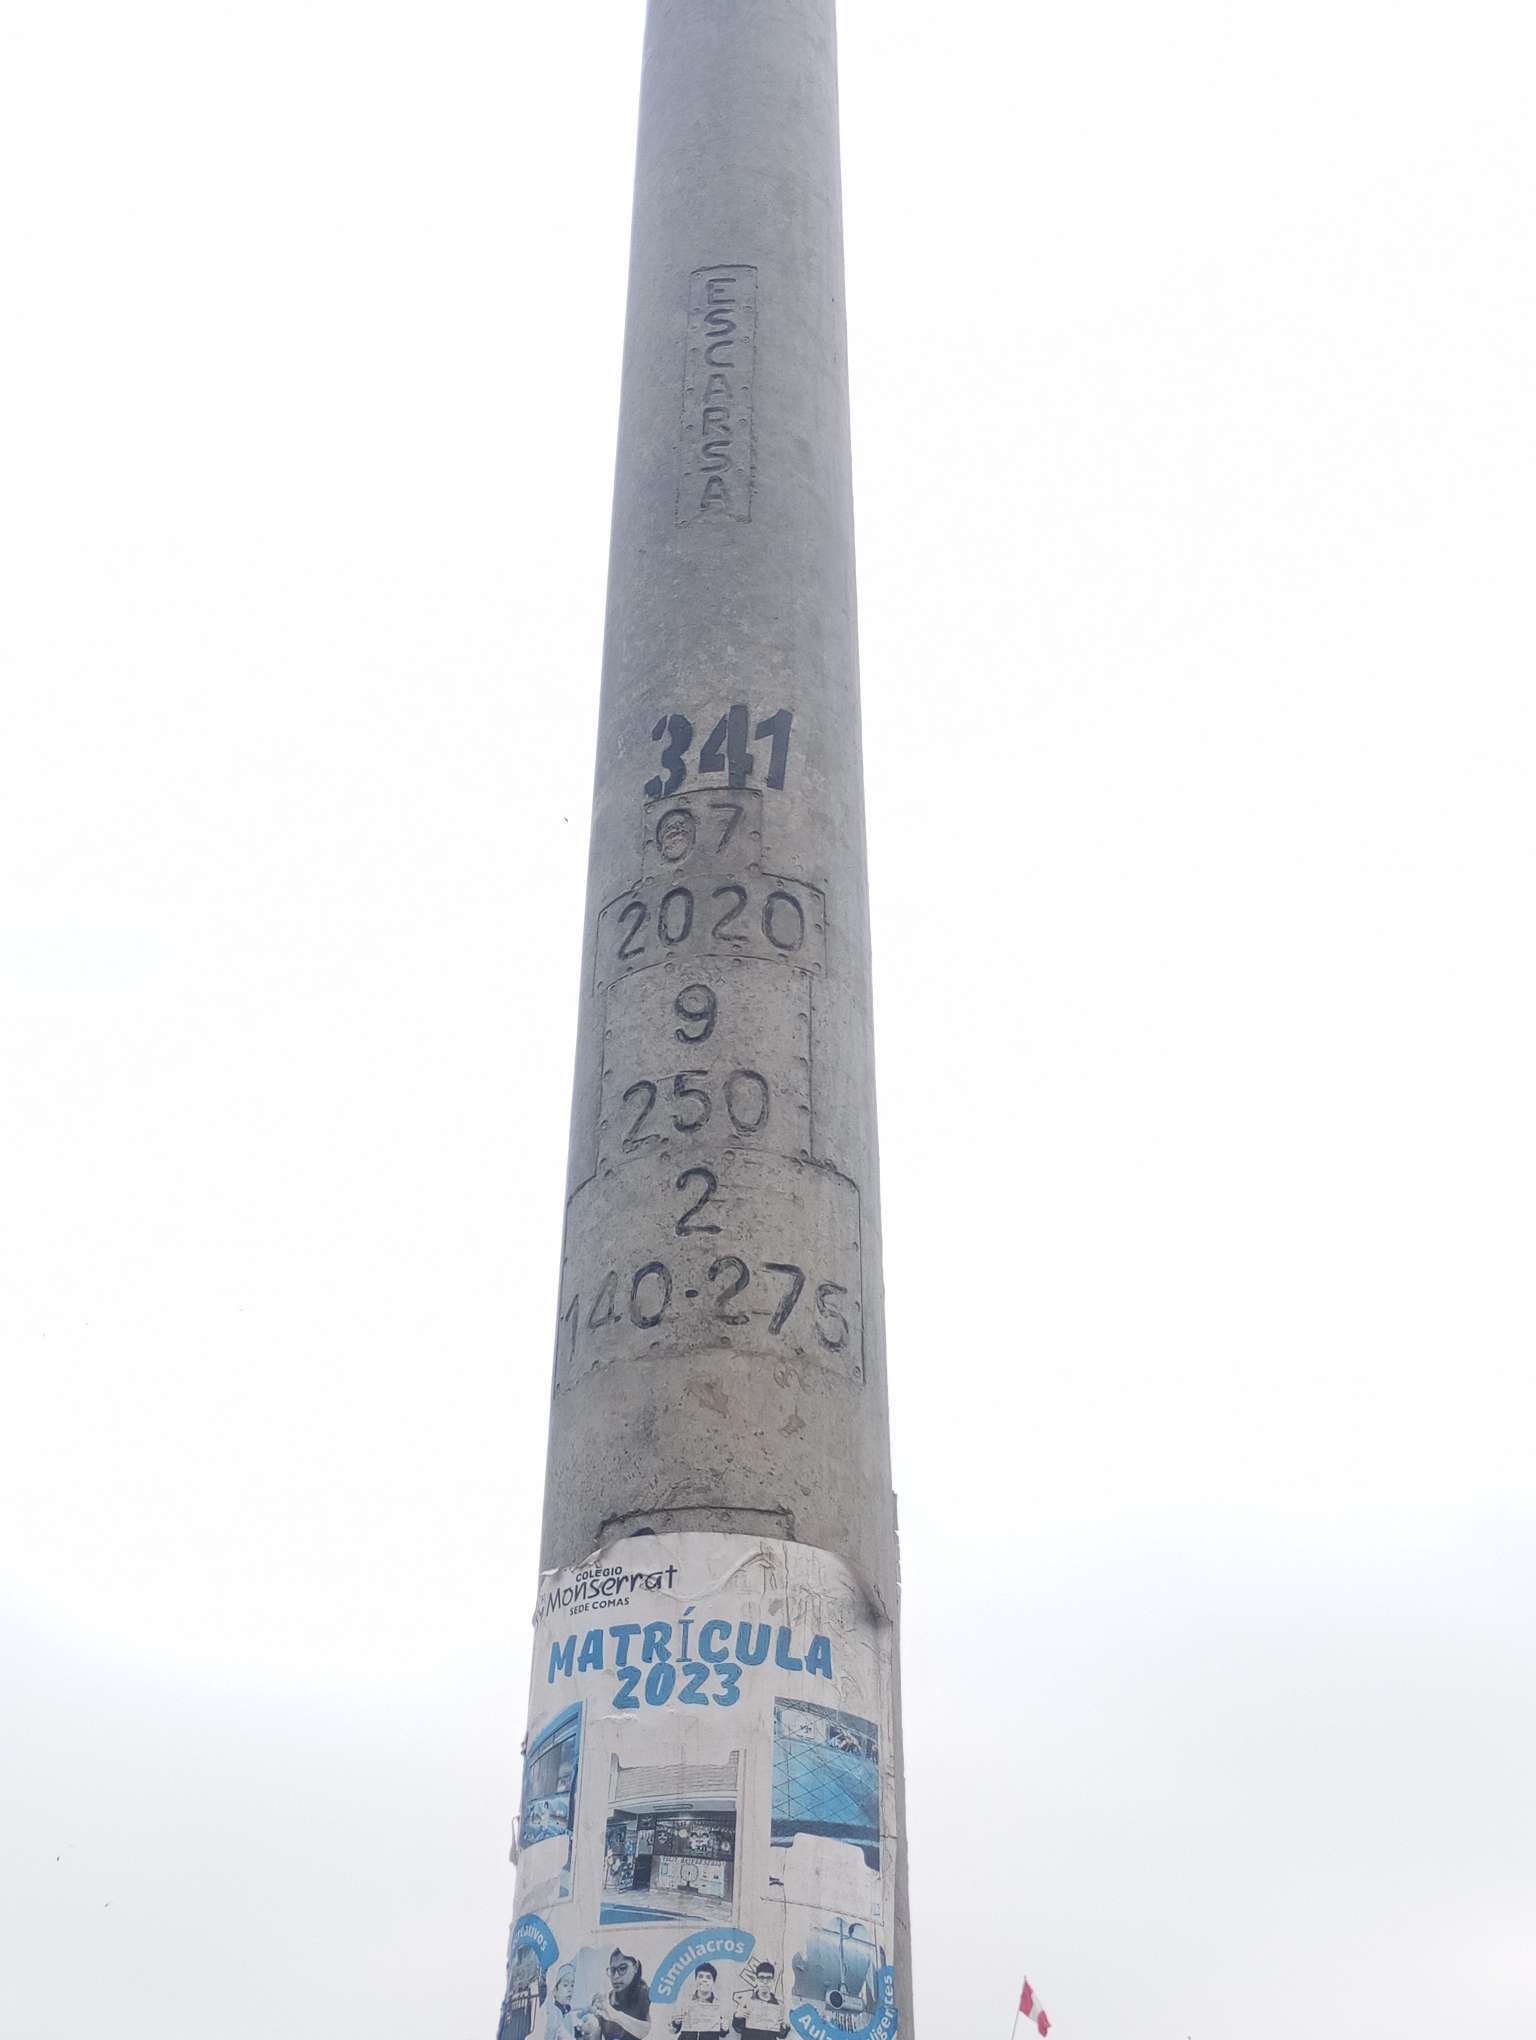 ESCARSA
341
07
2020
9
250
2
140-275
COLEGIO
Monserrat
SEDE COMAS
MATRÍCULA
2023
Simulacros